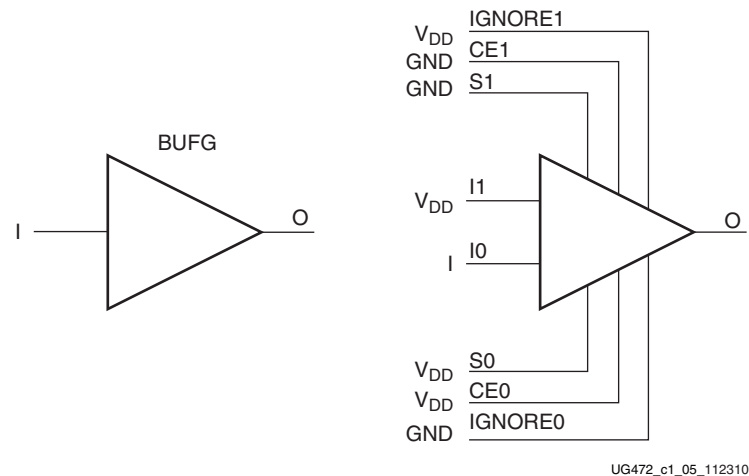 BUFG
I
O
V_DD IGNORE1
GND CE1
GND S1
V_DD I1
I I0
O
V_DD S0
V_DD CE0
GND IGNORE0
UG472_c1_05_112310